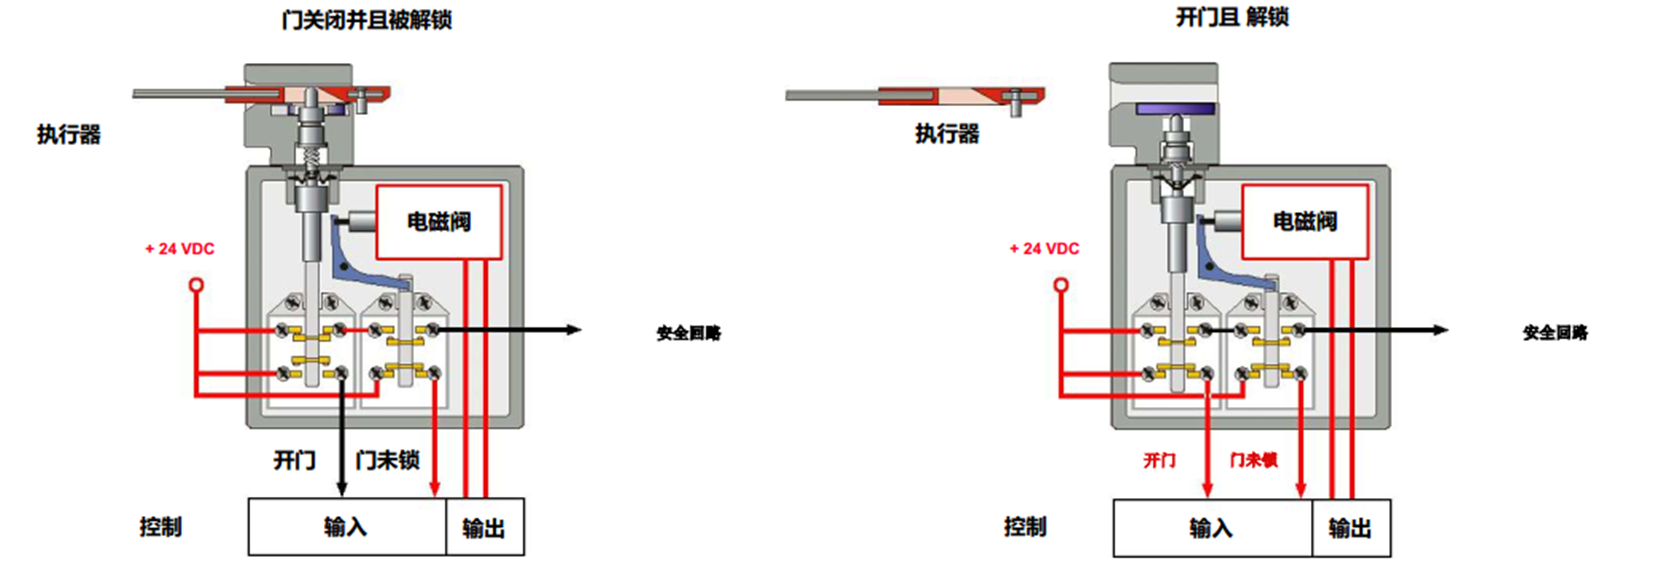 门关闭并且被解锁
执行器
电磁阀
+ 24 VDC
安全回路
开门
门未锁
控制
输入
输出
开门且 解锁
执行器
电磁阀
+ 24 VDC
安全回路
开门
门未锁
控制
输入
输出